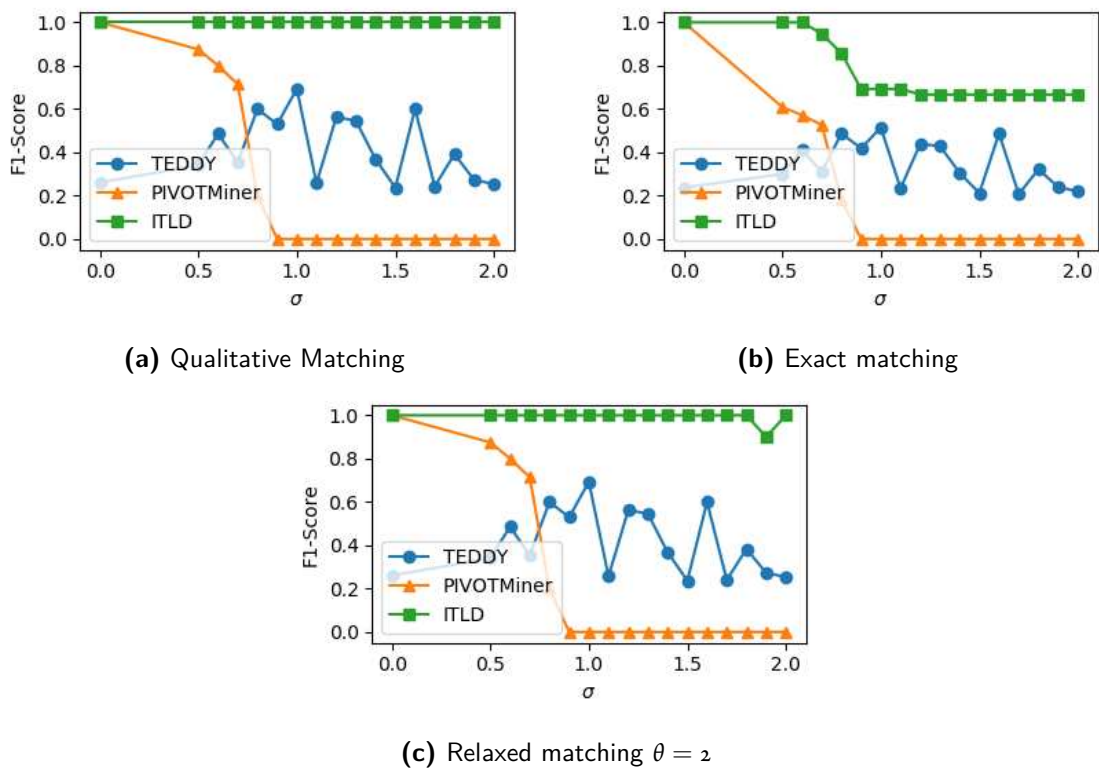 1.0
0.8
0.6
0.4
0.2
0.0
F1-Score
TEDDY
PIVOTMiner
ITLD
0.0 0.5 1.0 1.5 2.0
σ
(a) Qualitative Matching
1.0
0.8
0.6
0.4
0.2
0.0
F1-Score
TEDDY
PIVOTMiner
ITLD
0.0 0.5 1.0 1.5 2.0
σ
(b) Exact matching
1.0
0.8
0.6
0.4
0.2
0.0
F1-Score
TEDDY
PIVOTMiner
ITLD
0.0 0.5 1.0 1.5 2.0
σ
(c) Relaxed matching θ = 2